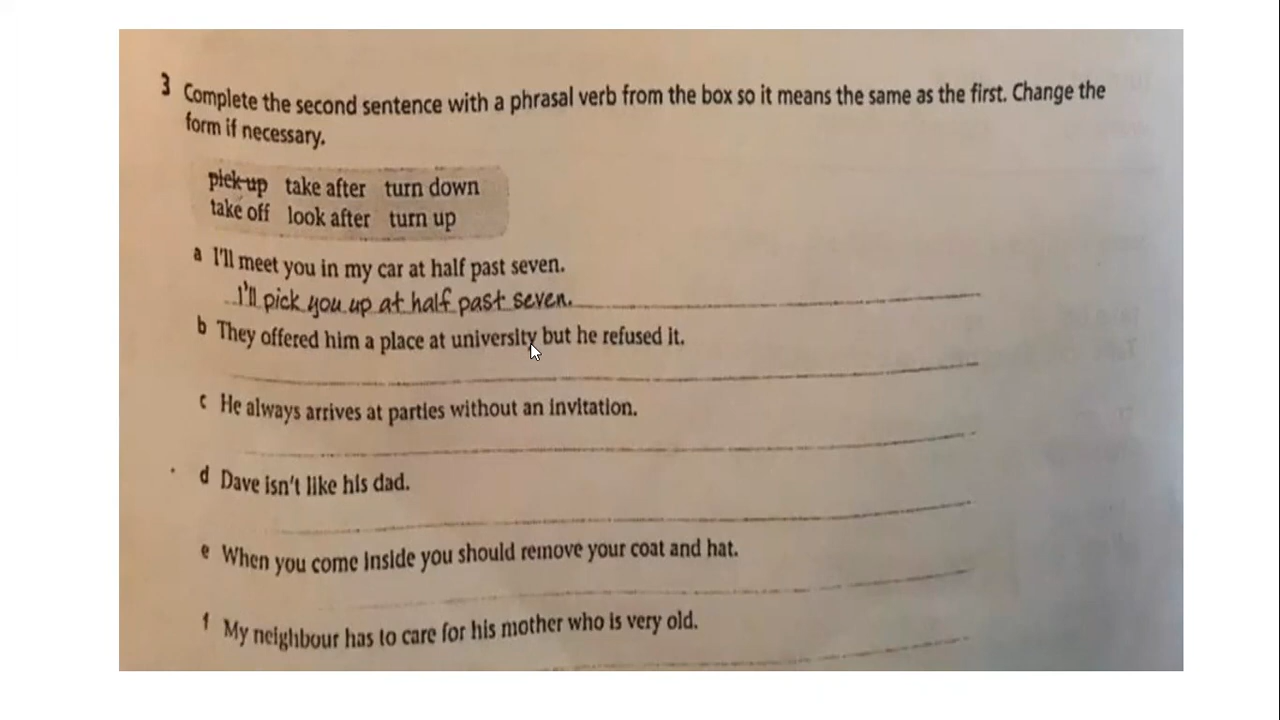 3 Complete the second sentence with a phrasal verb from the box so it means the same as the first. Change the
form if necessary.
pick up take after turn down
take off look after turn up
a I'll meet you in my car at half past seven.
I'll pick you up at half past seven.
b They offered him a place at university but he refused it.
c He always arrives at parties without an invitation.
d Dave isn't like his dad.
e When you come inside you should remove your coat and hat.
f My neighbour has to care for his mother who is very old.